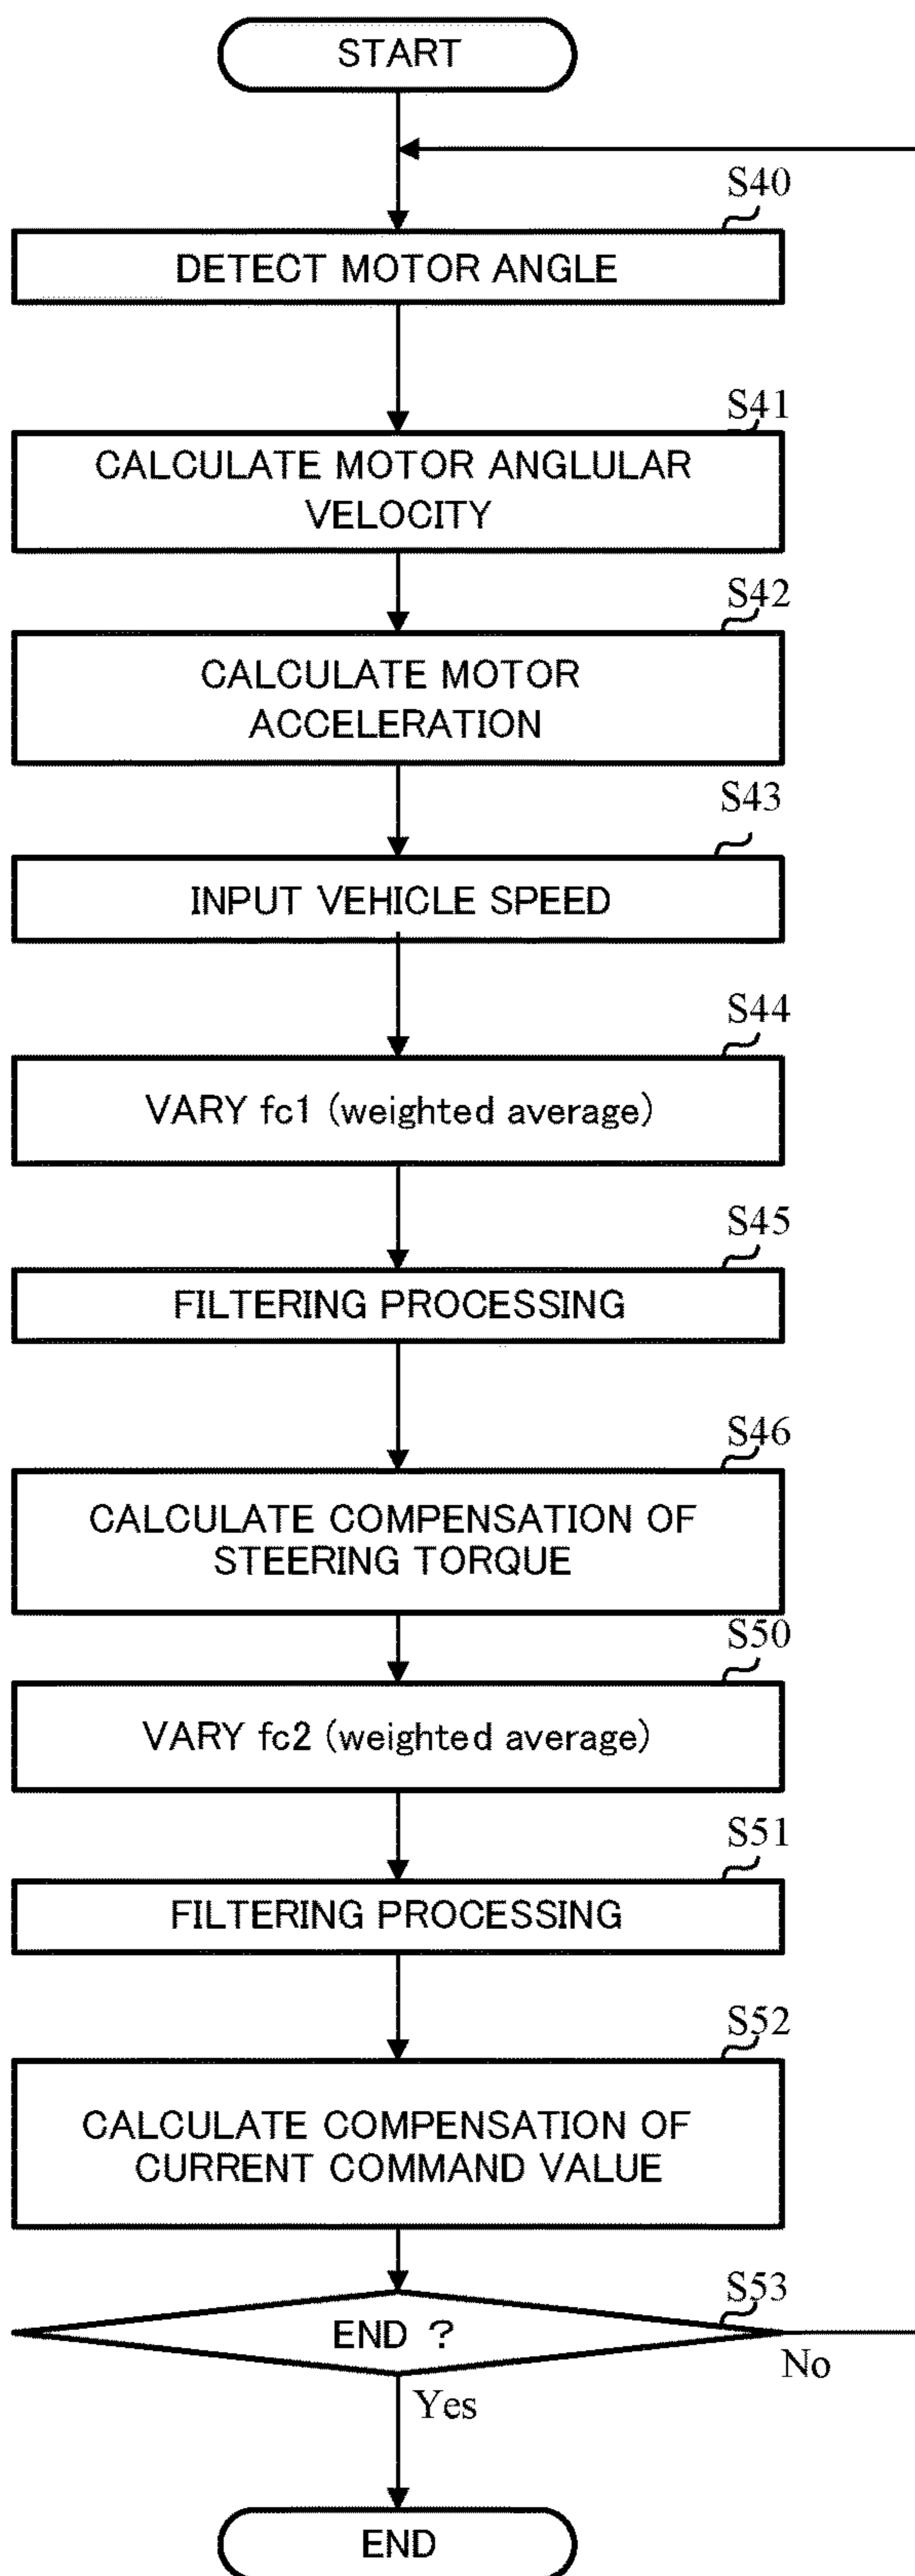 START
S40
DETECT MOTOR ANGLE
S41
CALCULATE MOTOR ANGLULAR
VELOCITY
S42
CALCULATE MOTOR
ACCELERATION
S43
INPUT VEHICLE SPEED
S44
VARY fc1 (weighted average)
S45
FILTERING PROCESSING
S46
CALCULATE COMPENSATION OF
STEERING TORQUE
S50
VARY fc2 (weighted average)
S51
FILTERING PROCESSING
S52
CALCULATE COMPENSATION OF
CURRENT COMMAND VALUE
S53
END ?
No
Yes
END